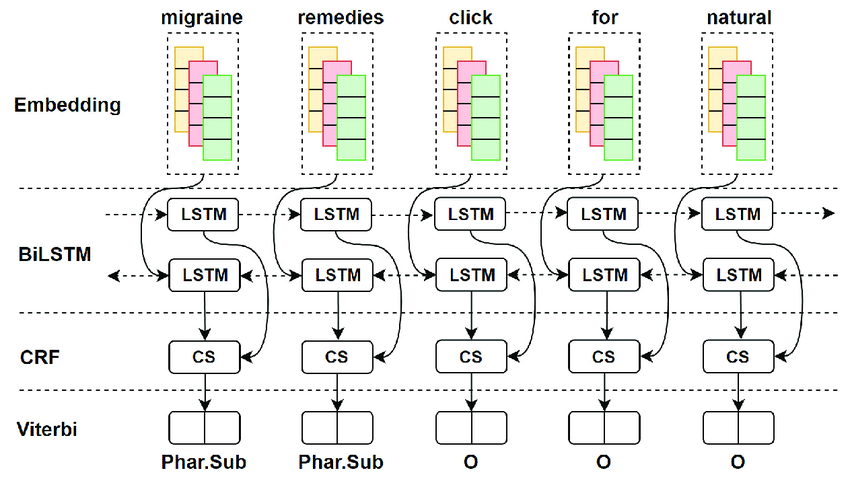 migraine remedies click for natural
Embedding
LSTM LSTM LSTM LSTM LSTM
BiLSTM
LSTM LSTM LSTM LSTM LSTM
CRF CS CS CS CS CS
Viterbi
Phar.Sub Phar.Sub O O O